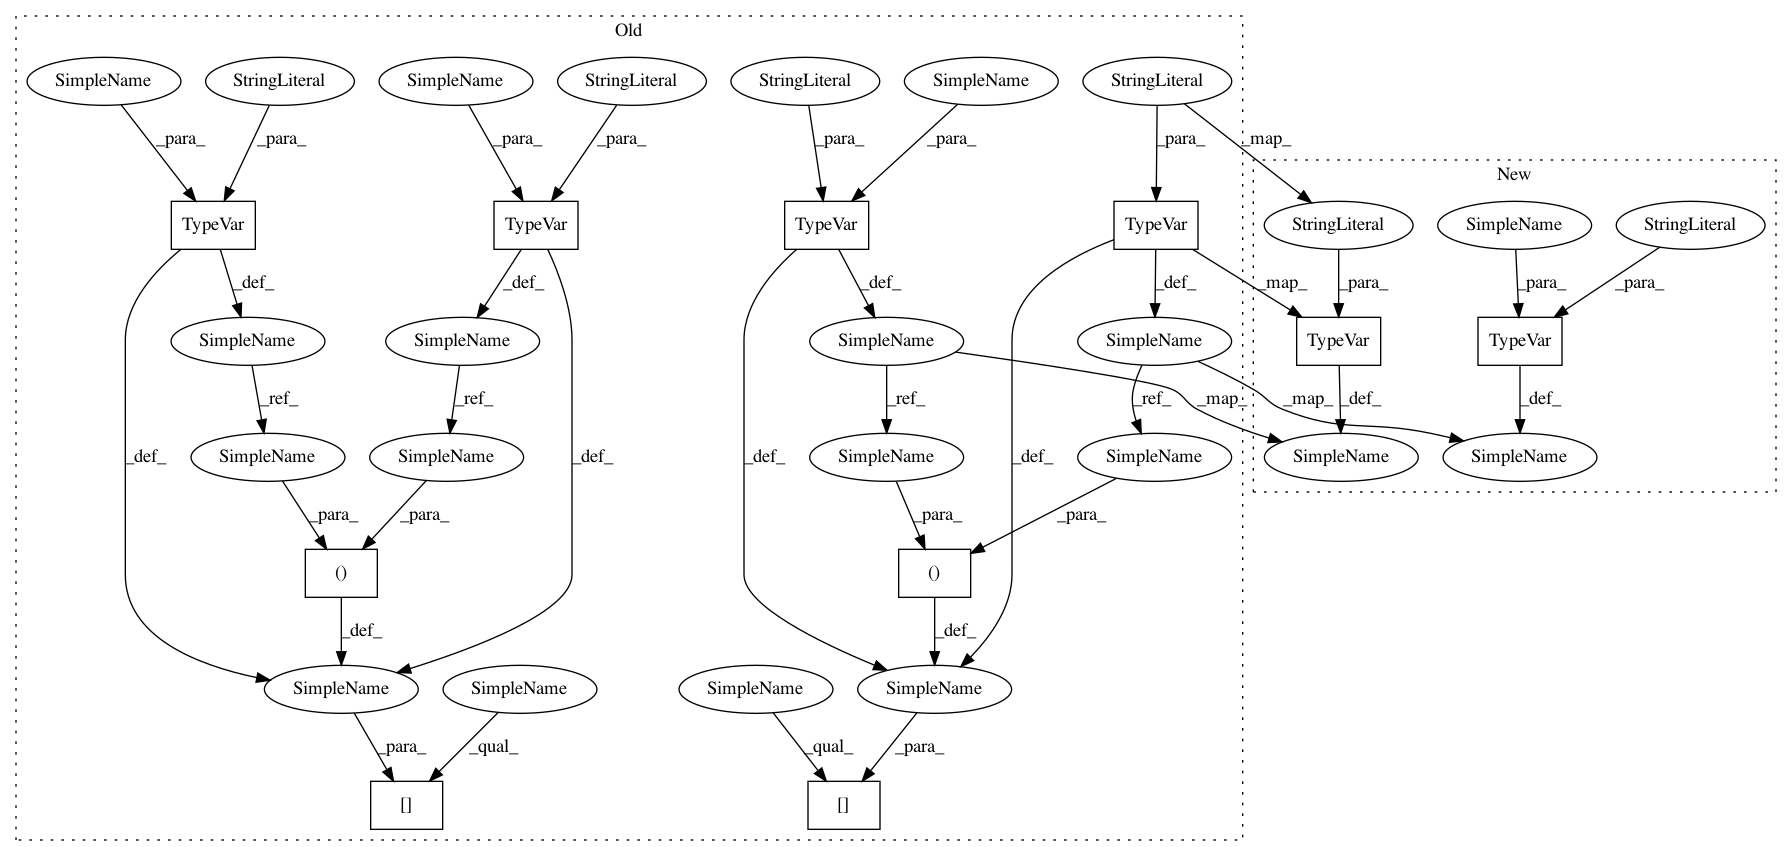 Old
SimpleName StringLiteral SimpleName StringLiteral StringLiteral SimpleName StringLiteral
_para_ _para_ _para_ _para_ _para_ _para_ _para_ _map_
New
TypeVar TypeVar TypeVar TypeVar StringLiteral SimpleName StringLiteral
_def_ _def_ _def_ _def_ _map_ _para_ _para_ _para_
SimpleName SimpleName SimpleName SimpleName TypeVar TypeVar
_ref_ _ref_ _ref_ _map_ _ref_ _map_ _def_ _def_
_def_ SimpleName SimpleName _def_ _def_ SimpleName _def_ SimpleName SimpleName SimpleName
_para_ _para_ _para_ _para_
() ()
_def_ _def_
SimpleName SimpleName SimpleName SimpleName
_para_ _qual_ _qual_ _para_
[] []